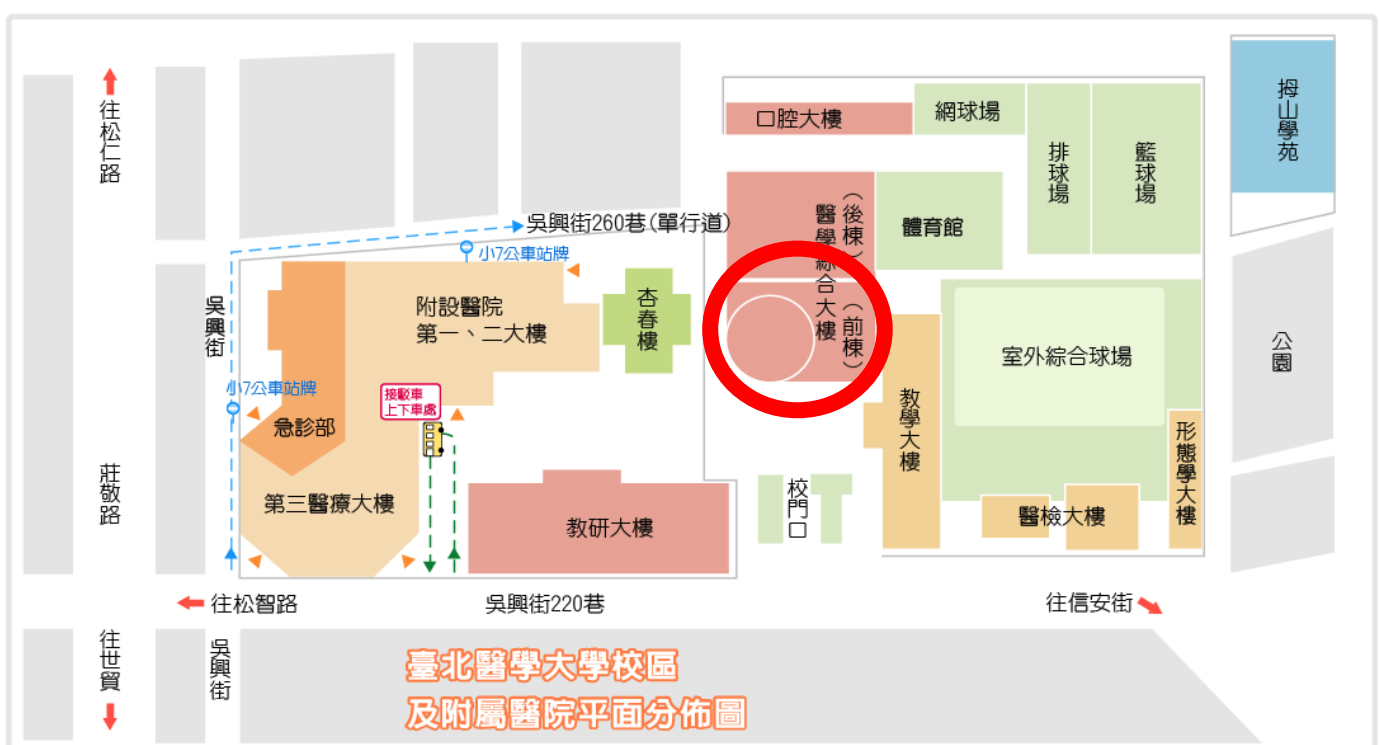 往松仁路
口腔大樓
網球場
排球場
籃球場
拇山學苑
醫學綜合大樓
(後棟)
(前棟)
體育館
吳興街260巷(單行道)
小7公車站牌
吳興街
附設醫院
第一、二大樓
杏春樓
室外綜合球場
公園
小7公車站牌
接駁車
上下車處
急診部
教學大樓
形態學大樓
莊敬路
第三醫療大樓
校門口
教研大樓
醫檢大樓
往松智路
吳興街220巷
往信安街
往世貿
吳興街
臺北醫學大學校區
及附屬醫院平面分佈圖